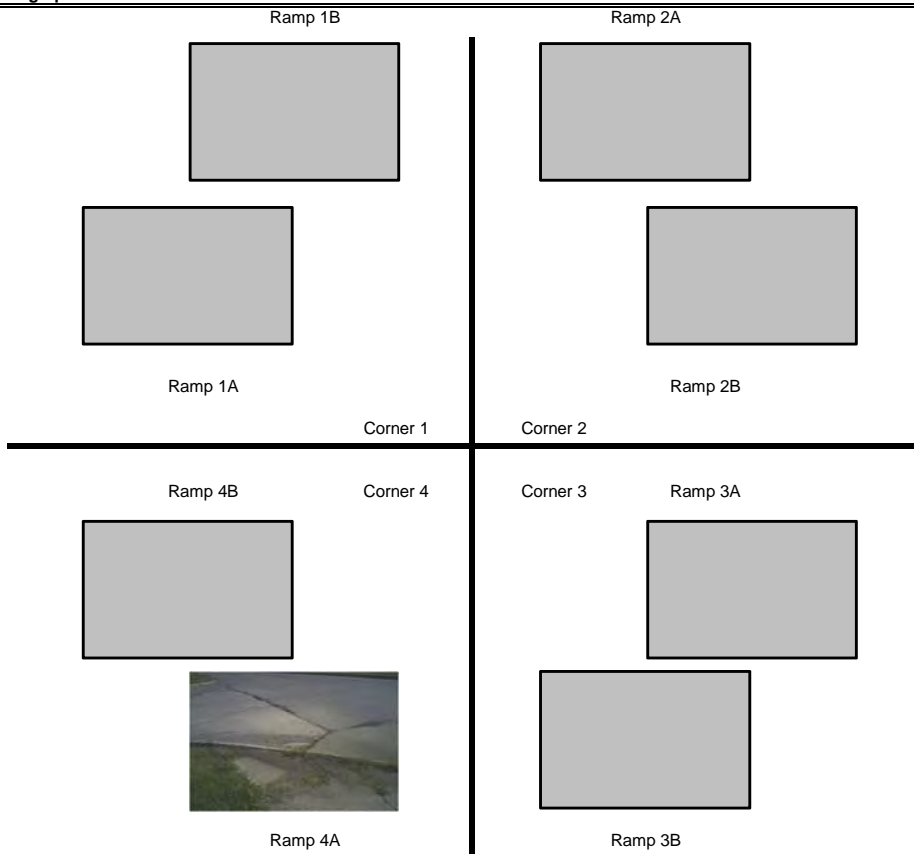 Ramp 1B Ramp 2A
Ramp 1A Ramp 2B
Corner 1 Corner 2
Ramp 4B Corner 4 Corner 3 Ramp 3A
Ramp 4A Ramp 3B